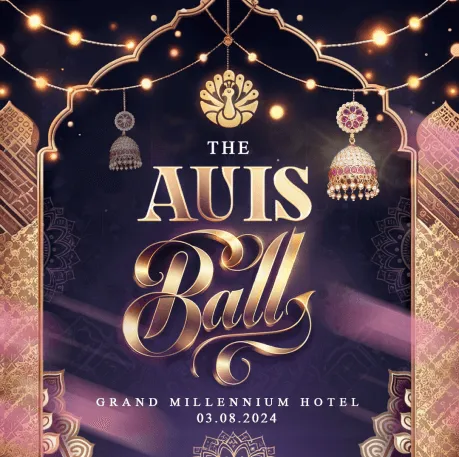 THE
AUIS
Ball
GRAND MILLENNIUM HOTEL
03.08.2024